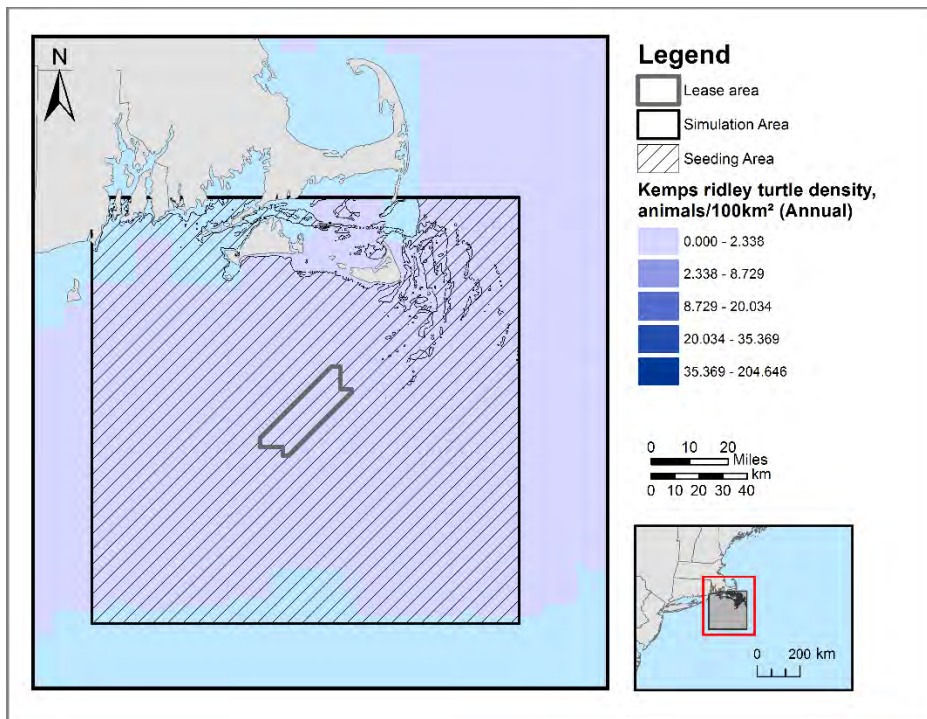 N
Legend
Lease area
Simulation Area
Seeding Area
Kemps ridley turtle density,
animals/100km² (Annual)
0.000 - 2.338
2.338 - 8.729
8.729 - 20.034
20.034 - 35.369
35.369 - 204.646
0 10 20
Miles
km
0 10 20 30 40
0 200 km